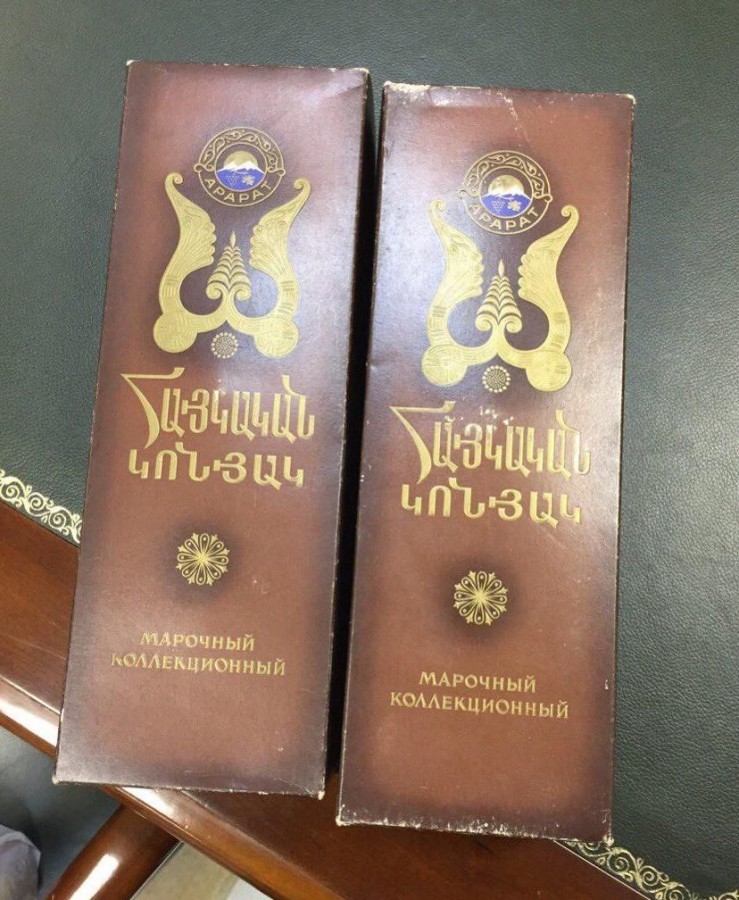 АРАРАТ
ՀԱՅԿԱԿԱՆ
ԿՈՆՅԱԿ
МАРОЧНЫЙ
КОЛЛЕКЦИОННЫЙ
АРАРАТ
ՀԱՅԿԱԿԱՆ
ԿՈՆՅԱԿ
МАРОЧНЫЙ
КОЛЛЕКЦИОННЫЙ